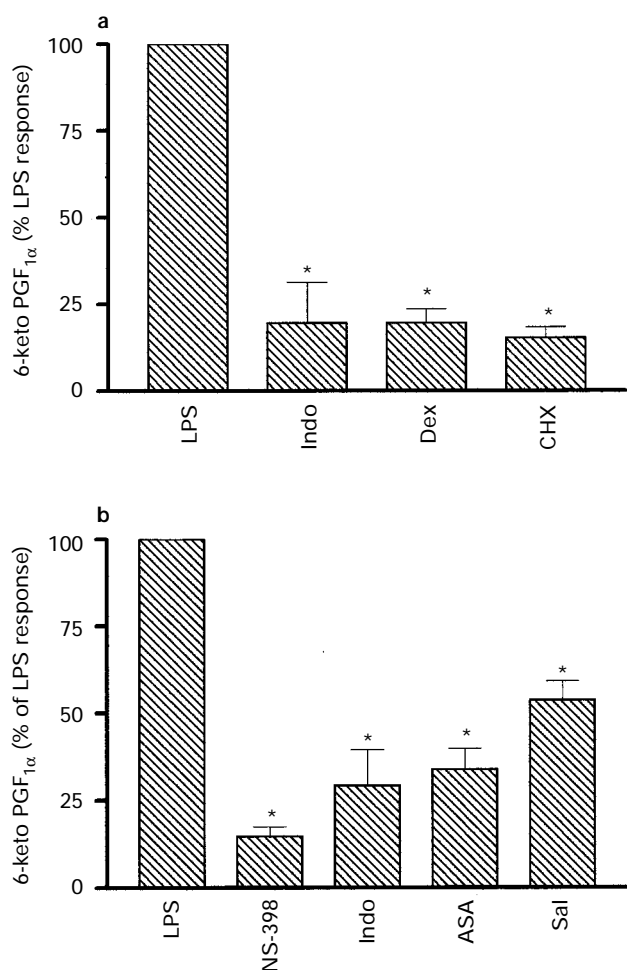 a
6-keto PGF1α (% LPS response)
100
75
50
25
0
*
*
*
LPS
Indo
Dex
CHX
b
6-keto PGF1α (% of LPS response)
100
75
50
25
0
*
*
*
*
LPS
NS-398
Indo
ASA
Sal